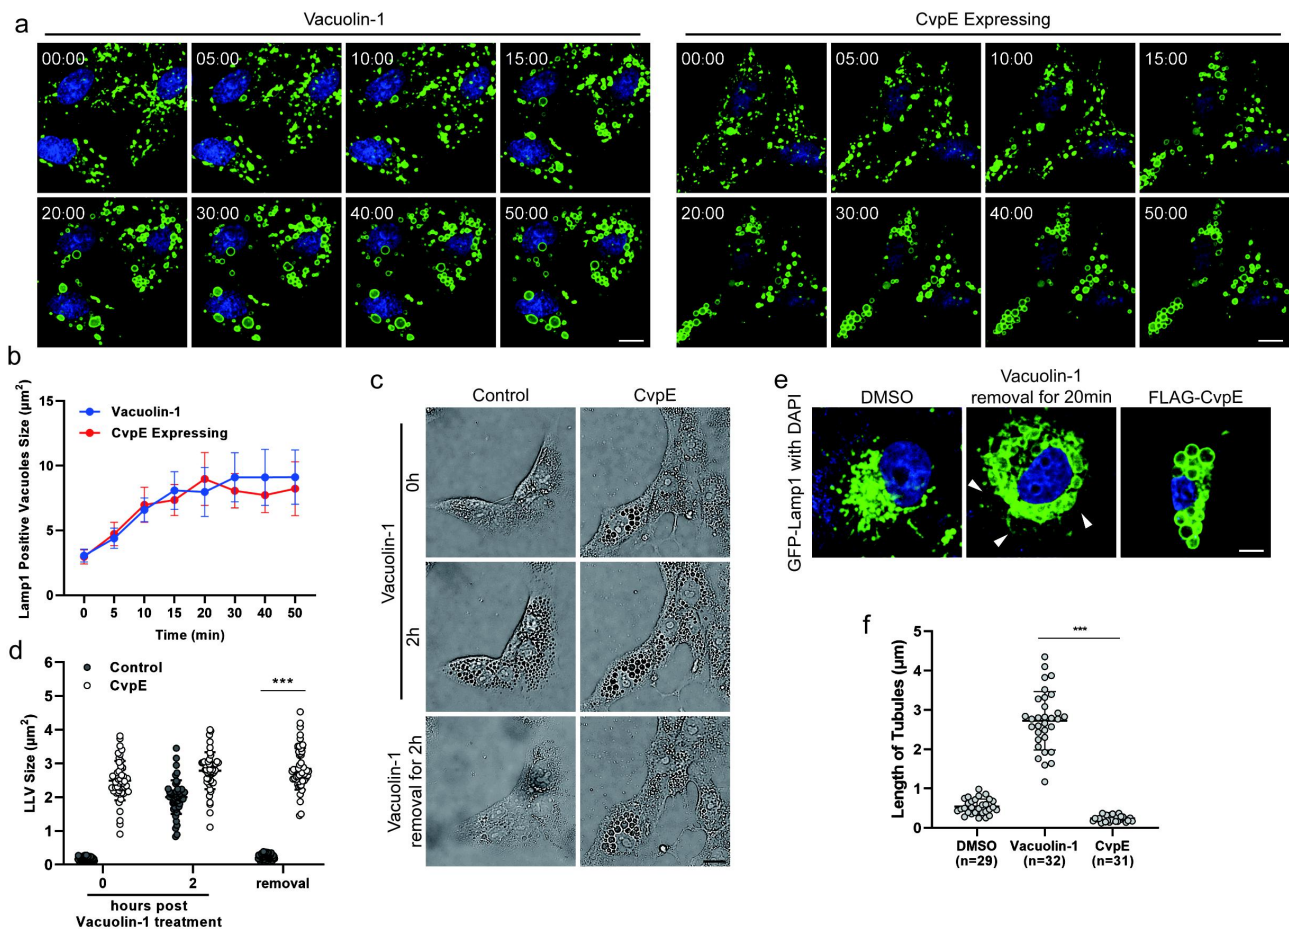 a
Vacuolin-1
CvpE Expressing
00:00
05:00
10:00
15:00
00:00
05:00
10:00
15:00
20:00
30:00
40:00
50:00
20:00
30:00
40:00
50:00
b
Lamp1 Positive Vacuoles Size (µm²)
15
10
5
0
Vacuolin-1
CvpE Expressing
0
5
10
15
20
30
40
50
Time (min)
c
Control
CvpE
Vacuolin-1
0h
2h
Vacuolin-1
removal for 2h
d
LLV Size (µm²)
6
5
4
3
2
1
0
Control
CvpE
***
0
2
removal
hours post
Vacuolin-1 treatment
e
DMSO
Vacuolin-1
removal for 20min
FLAG-CvpE
GFP-Lamp1 with DAPI
f
Length of Tubules (µm)
5
4
3
2
1
0
***
DMSO
(n=29)
Vacuolin-1
(n=32)
CvpE
(n=31)